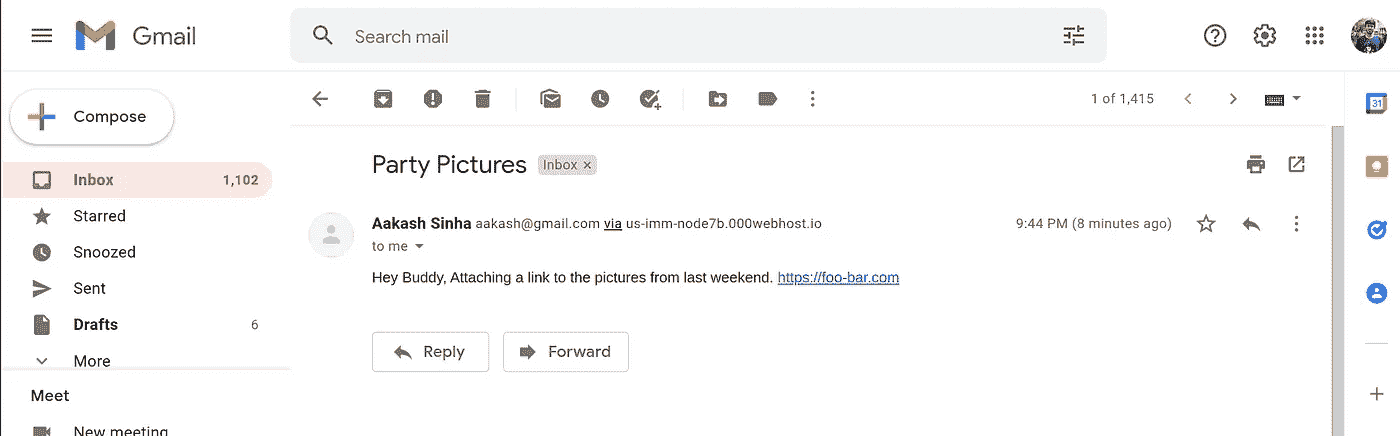 Gmail
Search mail
Compose
1 of 1,415
31
Inbox 1,102
Starred
Snoozed
Sent
Drafts 6
More
Meet
New meeting
Party Pictures Inbox ×
Aakash Sinha aakash@gmail.com via us-imm-node7b.000webhost.io 9:44 PM (8 minutes ago)
to me
Hey Buddy, Attaching a link to the pictures from last weekend. https://foo-bar.com
Reply Forward